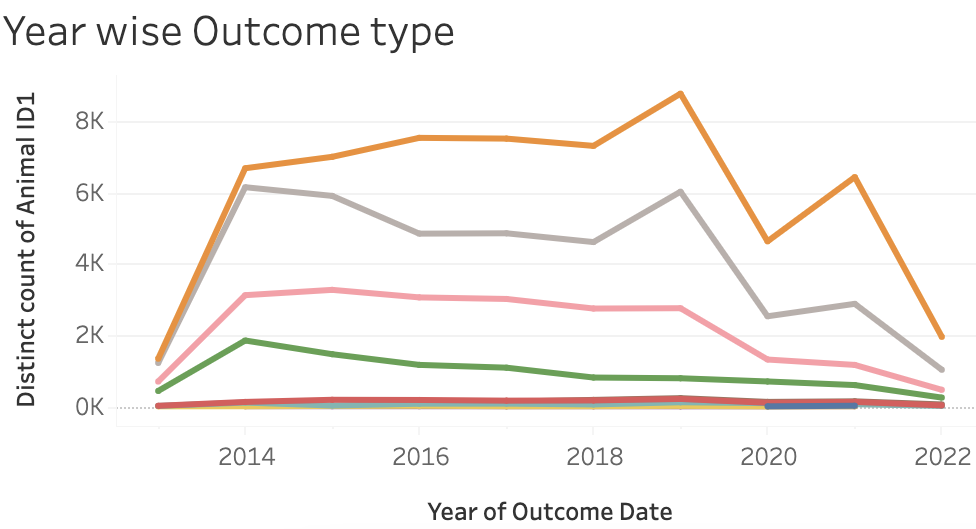 Year wise Outcome type
Distinct count of Animal ID1
8K
6K
4K
2K
0K
2014 2016 2018 2020 2022
Year of Outcome Date